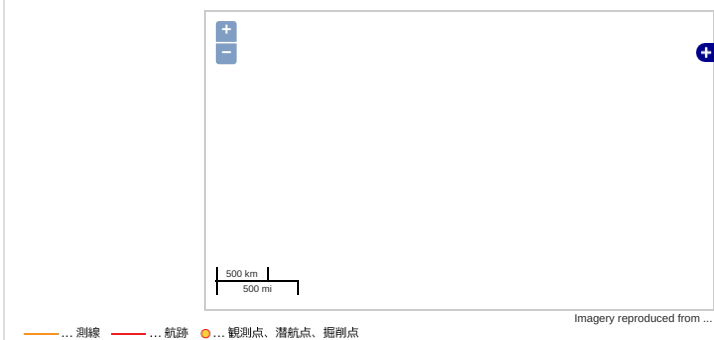 +
−
+
500 km
500 mi
Imagery reproduced from ...
... 測線 ... 航跡 ... 観測点、潜航点、掘削点